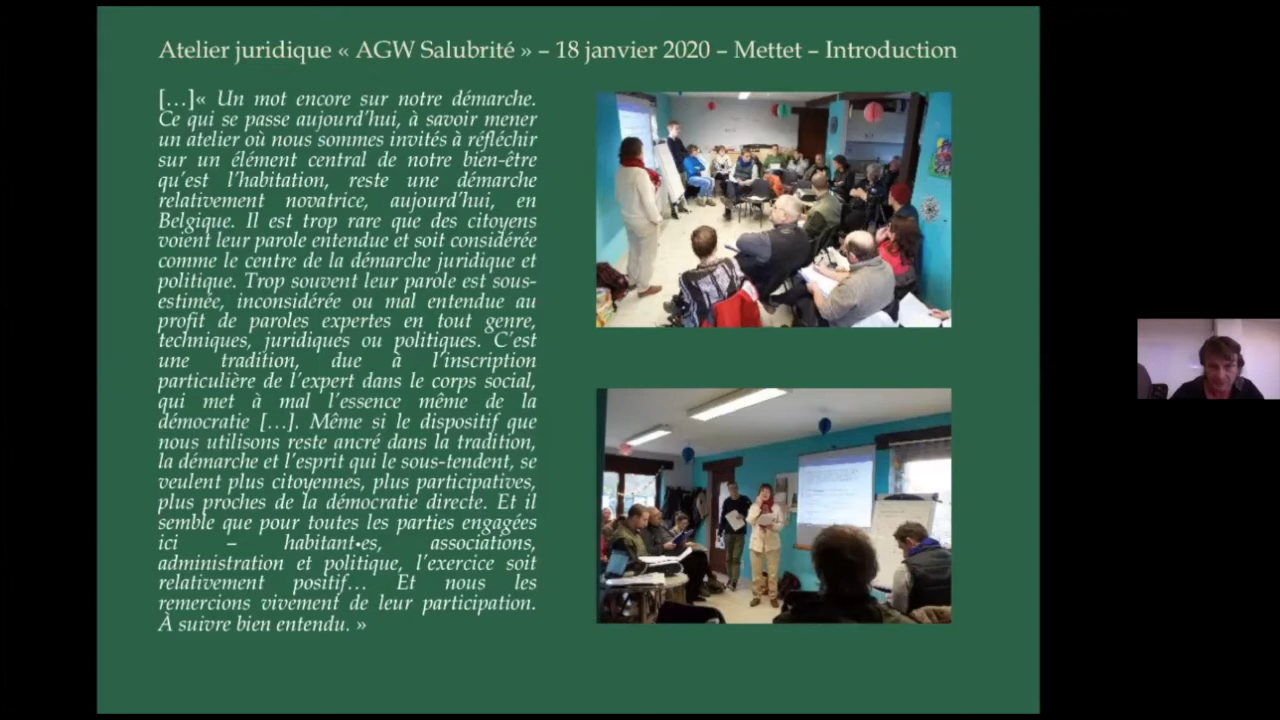 Atelier juridique « AGW Salubrité » – 18 janvier 2020 – Mettet – Introduction
[…]« Un mot encore sur notre démarche.
Ce qui se passe aujourd'hui, à savoir mener
un atelier où nous sommes invités à réfléchir
sur un élément central de notre bien-être
qu'est l'habitation, reste une démarche
relativement novatrice, aujourd'hui, en
Belgique. Il est trop rare que des citoyens
voient leur parole entendue et soit considérée
comme le centre de la démarche juridique et
politique. Trop souvent leur parole est sous-
estimée, inconsidérée ou mal entendue au
profit de paroles expertes en tout genre,
techniques, juridiques ou politiques. C'est
une tradition, due à l'inscription
particulière de l'expert dans le corps social,
qui met à mal l'essence même de la
démocratie […]. Même si le dispositif que
nous utilisons reste ancré dans la tradition,
la démarche et l'esprit qui le sous-tendent, se
veulent plus citoyennes, plus participatives,
plus proches de la démocratie directe. Et il
semble que pour toutes les parties engagées
ici – habitant•es, associations,
administration et politique, l'exercice soit
relativement positif… Et nous les
remercions vivement de leur participation.
À suivre bien entendu. »